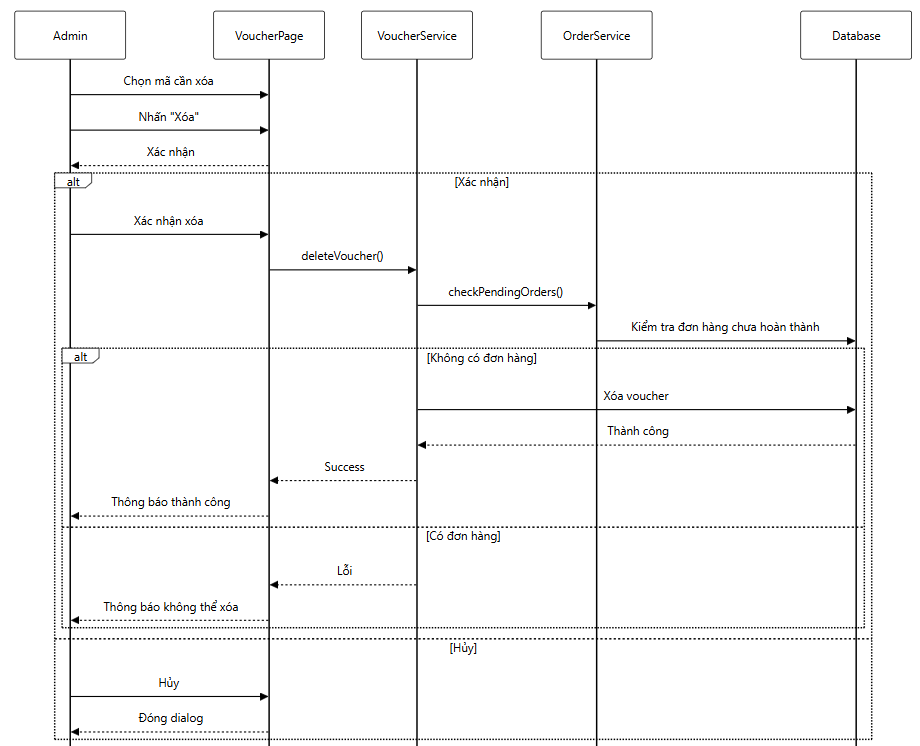 Admin
VoucherPage
VoucherService
OrderService
Database
Chọn mã cần xóa
Nhấn "Xóa"
Xác nhận
alt
[Xác nhận]
Xác nhận xóa
deleteVoucher()
checkPendingOrders()
Kiểm tra đơn hàng chưa hoàn thành
alt
[Không có đơn hàng]
Xóa voucher
Thành công
Success
Thông báo thành công
[Có đơn hàng]
Lỗi
Thông báo không thể xóa
[Hủy]
Hủy
Đóng dialog